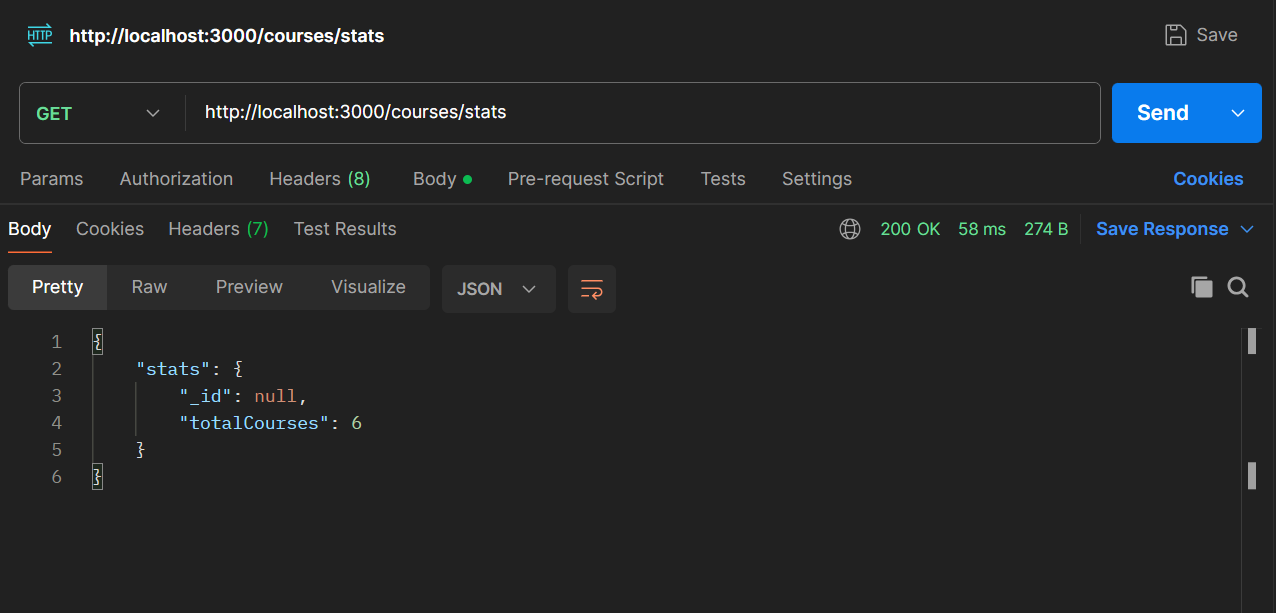 HTTP http://localhost:3000/courses/stats Save
GET http://localhost:3000/courses/stats Send
Params Authorization Headers (8) Body Pre-request Script Tests Settings Cookies
Body Cookies Headers (7) Test Results 200 OK 58 ms 274 B Save Response
Pretty Raw Preview Visualize JSON
1 {
2 "stats": {
3 "_id": null,
4 "totalCourses": 6
5 }
6 }